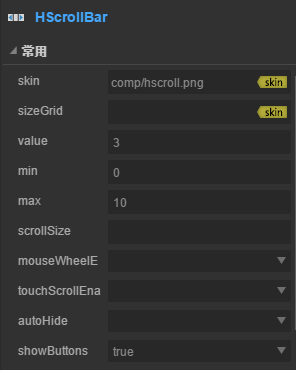 HScrollBar
常用
skin comp/hscroll.png skin
sizeGrid skin
value 3
min 0
max 10
scrollSize
mouseWheelE
touchScrollEna
autoHide
showButtons true